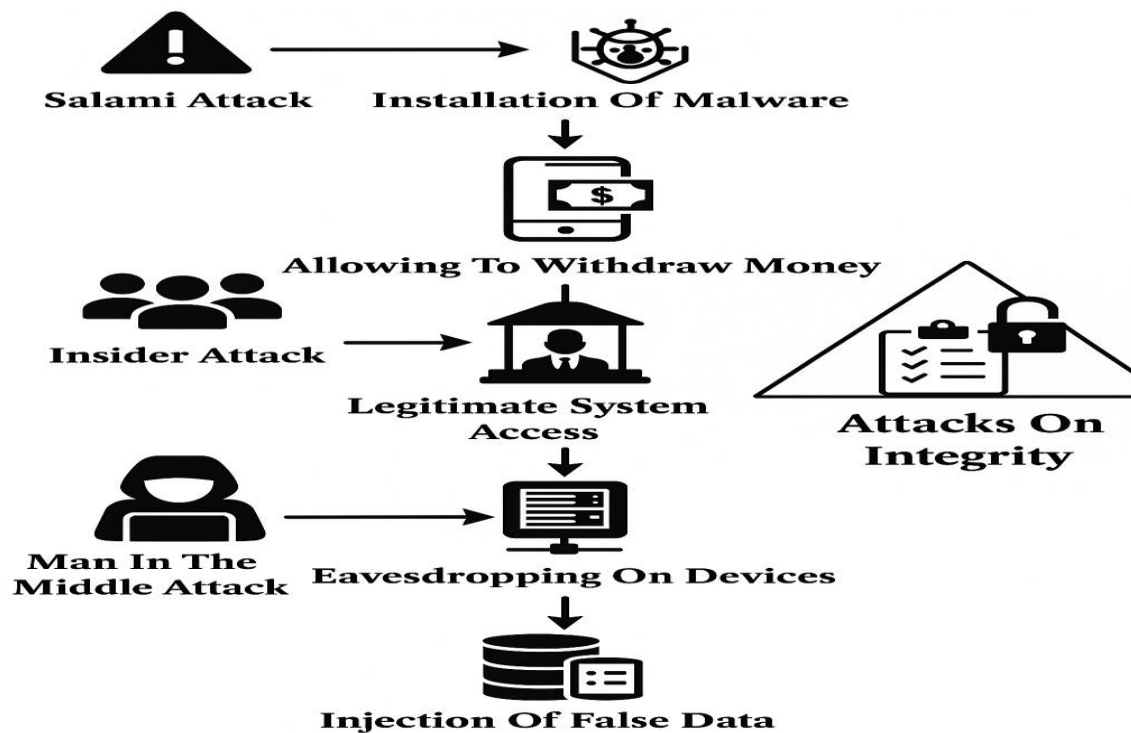 Salami Attack
Installation Of Malware
$
Allowing To Withdraw Money
Insider Attack
Legitimate System
Access
Attacks On
Integrity
Man In The
Middle Attack
Eavesdropping On Devices
Injection Of False Data